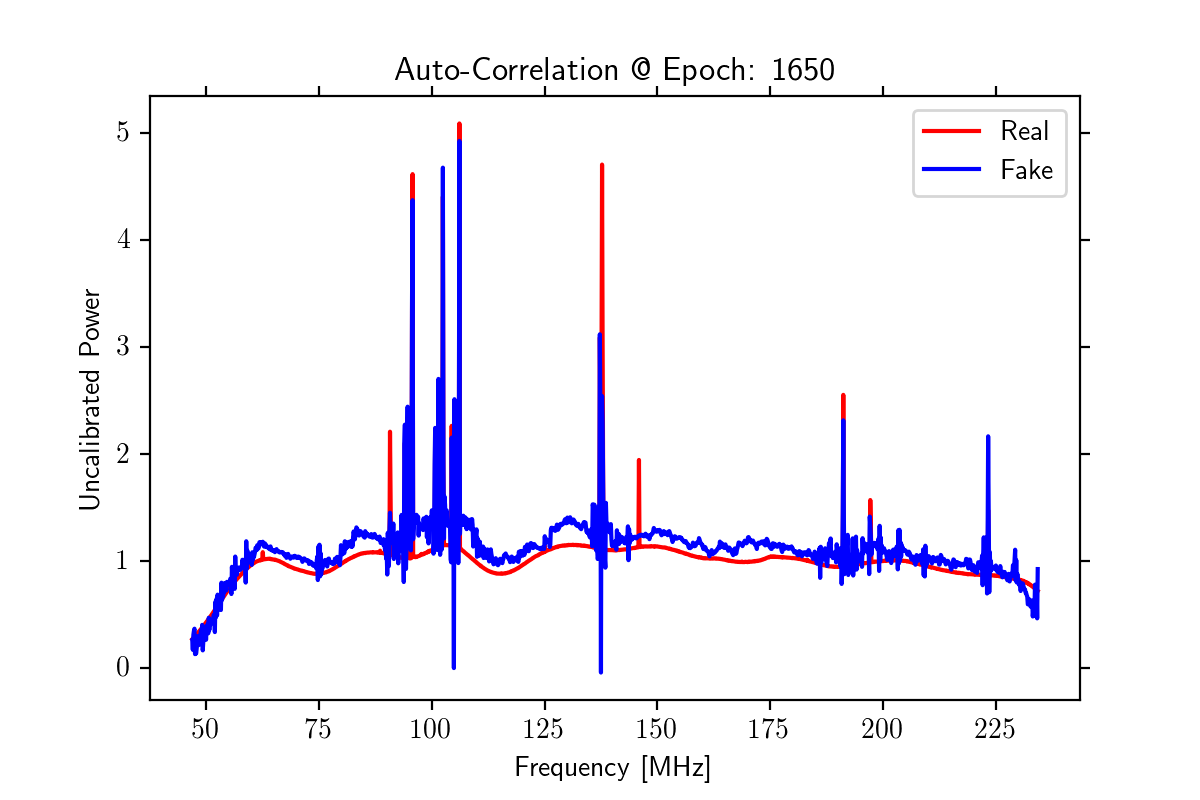 Auto-Correlation @ Epoch: 1650
Real
Fake
Uncalibrated Power
5
4
3
2
1
0
50 75 100 125 150 175 200 225
Frequency [MHz]